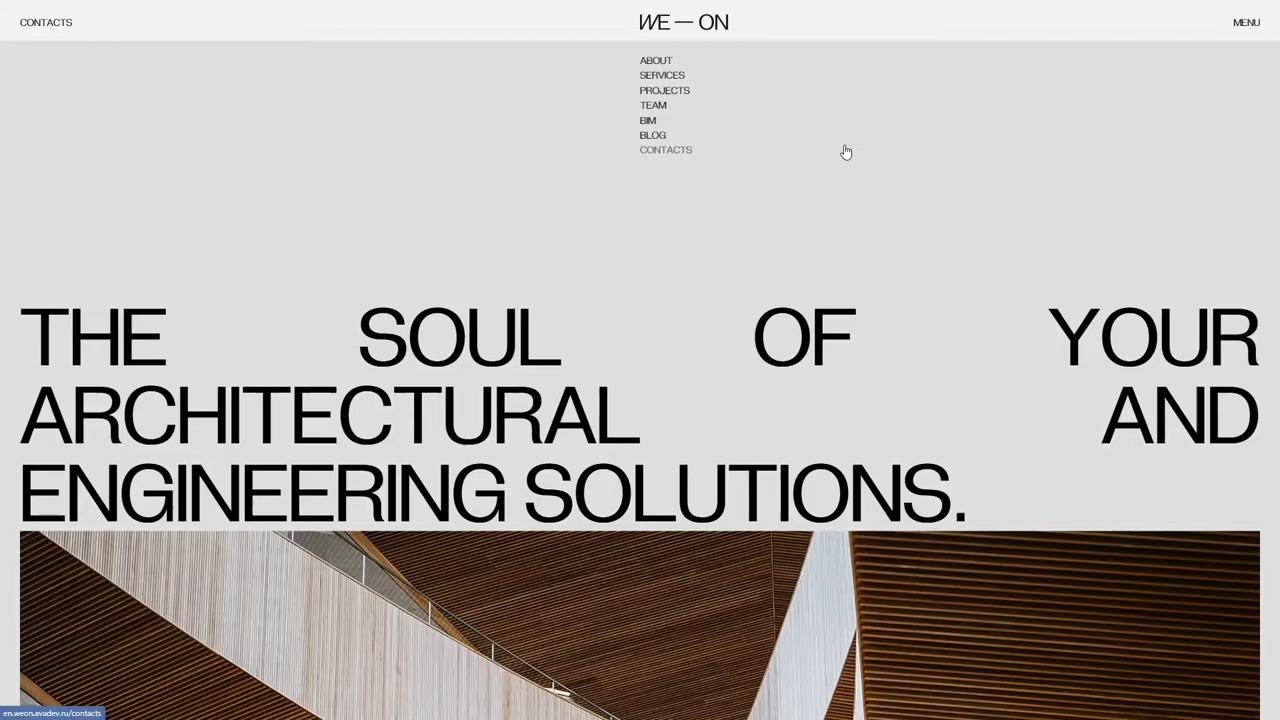 CONTACTS
WE — ON
MENU
ABOUT
SERVICES
PROJECTS
TEAM
BIM
BLOG
CONTACTS
THE SOUL OF YOUR
ARCHITECTURAL AND
ENGINEERING SOLUTIONS.
en.weon.avadev.ru/contacts